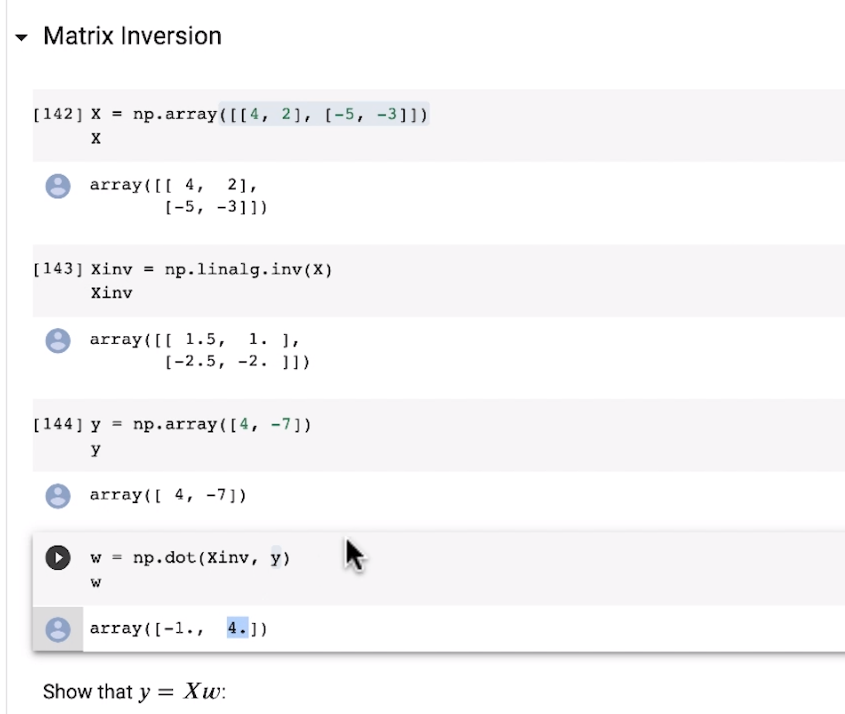 Matrix Inversion
[142] X = np.array([[4, 2], [-5, -3]])
X
array([[ 4,  2],
       [-5, -3]])
[143] Xinv = np.linalg.inv(X)
Xinv
array([[ 1.5,  1. ],
       [-2.5, -2. ]])
[144] y = np.array([4, -7])
y
array([ 4, -7])
w = np.dot(Xinv, y)
w
array([-1.,  4.])
Show that y = Xw: